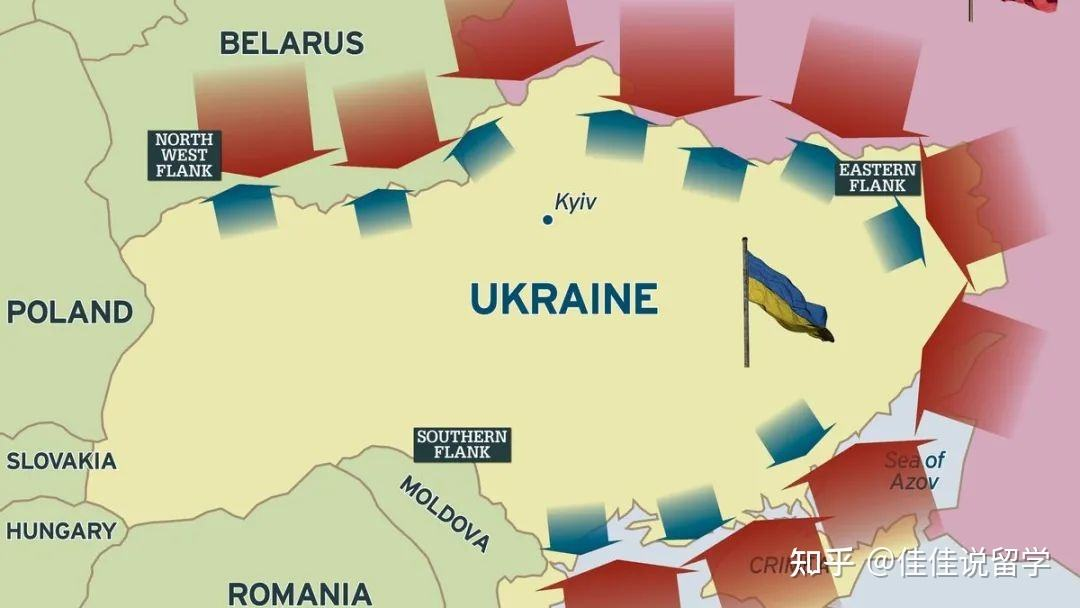 BELARUS
NORTH
WEST
FLANK
EASTERN
FLANK
Kyiv
POLAND
UKRAINE
SOUTHERN
FLANK
SLOVAKIA
Sea of
Azov
HUNGARY
MOLDOVA
ROMANIA
知乎 @佳佳说留学